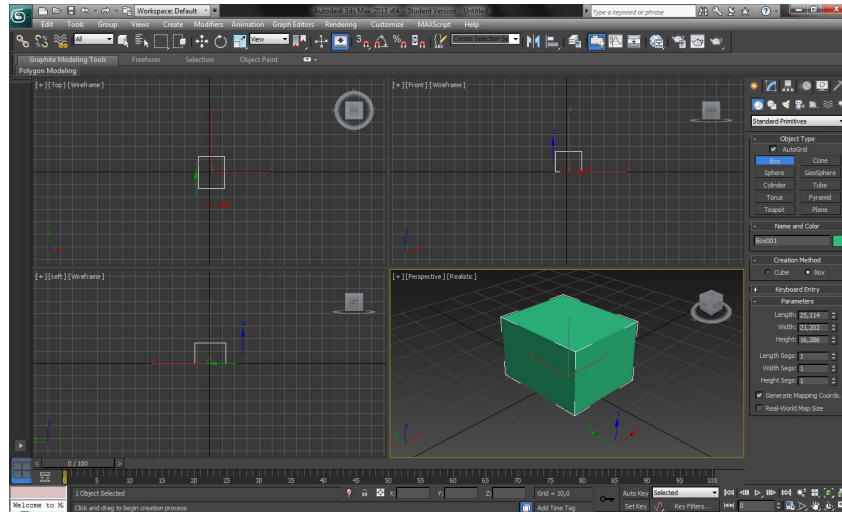 Workspace: Default
Autodesk 3ds Max 2013 x64 - Student Version Untitled
Type a keyword or phrase
Edit Tools Group Views Create Modifiers Animation Graph Editors Rendering Customize MAXScript Help
All View Create Selection Se
Graphite Modeling Tools Freeform Selection Object Paint
Polygon Modeling
[+][Top][Wireframe]
[+][Front][Wireframe]
[+][Left][Wireframe]
LEFT
[+][Perspective][Realistic]
Standard Primitives
- Object Type
AutoGrid
Box Cone
Sphere GeoSphere
Cylinder Tube
Torus Pyramid
Teapot Plane
- Name and Color
Box001
- Creation Method
Cube Box
+ Keyboard Entry
- Parameters
Length: 25,114
Width: 21,202
Height: 16,286
Length Segs: 1
Width Segs: 1
Height Segs: 1
Generate Mapping Coords.
Real-World Map Size
< 0 / 100 >
0 5 10 15 20 25 30 35 40 45 50 55 60 65 70 75 80 85 90 95 100
1 Object Selected X: Y: Z: Grid = 10,0 Auto Key Selected
Welcome to M Click and drag to begin creation process Add Time Tag Set Key Key Filters... 0